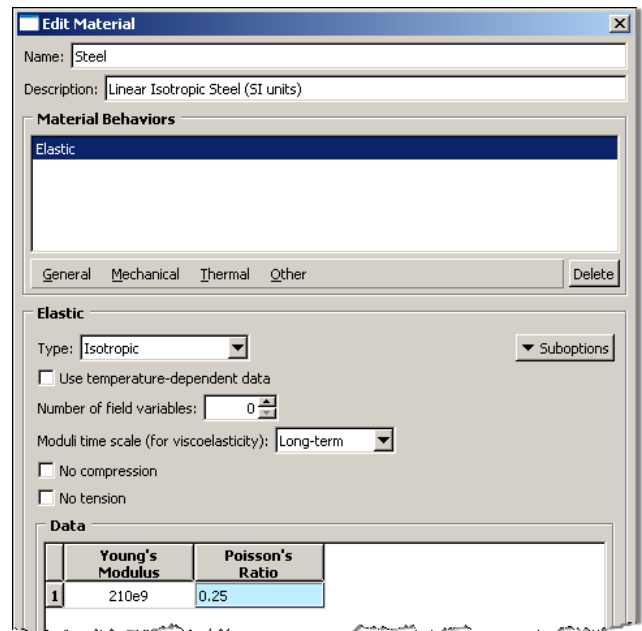 Edit Material
Name: Steel
Description: Linear Isotropic Steel (SI units)
Material Behaviors
Elastic
General Mechanical Thermal Other Delete
Elastic
Type: Isotropic Suboptions
Use temperature-dependent data
Number of field variables: 0
Moduli time scale (for viscoelasticity): Long-term
No compression
No tension
Data
Young's Poisson's
Modulus Ratio
1 210e9 0.25